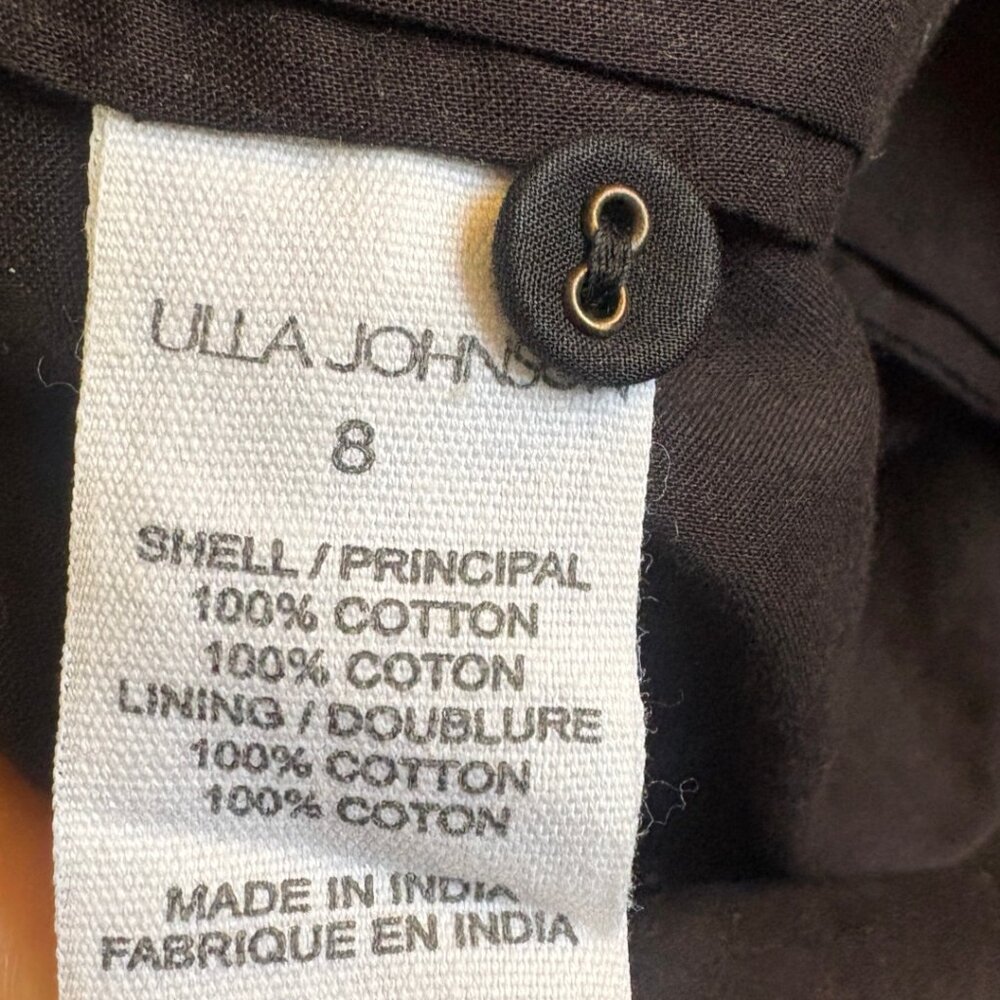 ULLA JOHNSON
8
SHELL / PRINCIPAL
100% COTTON
100% COTON
LINING / DOUBLURE
100% COTTON
100% COTON
MADE IN INDIA
FABRIQUE EN INDIA